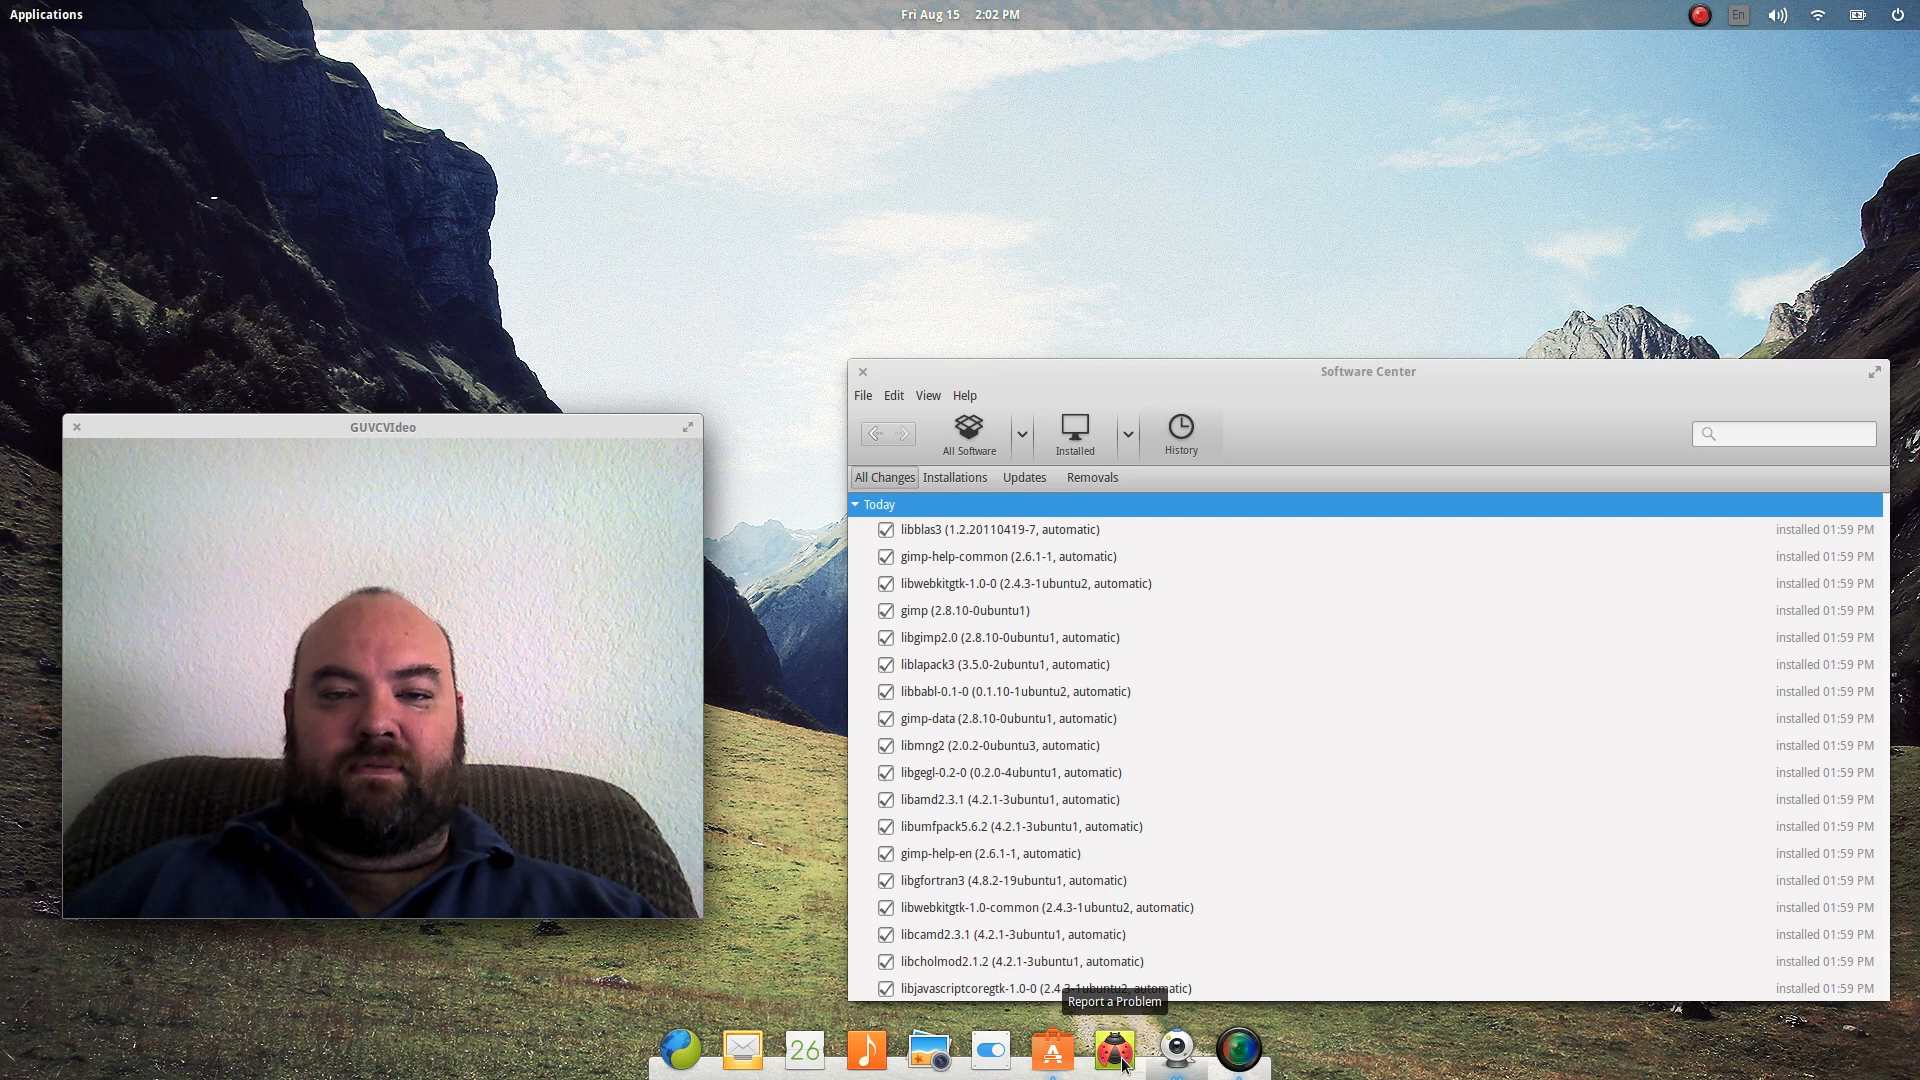 Applications
Fri Aug 15 2:02 PM
En
Software Center
File Edit View Help
GUVCVIdeo
All Software
Installed
History
All Changes Installations Updates Removals
Today
libblas3 (1.2.20110419-7, automatic) installed 01:59 PM
gimp-help-common (2.6.1-1, automatic) installed 01:59 PM
libwebkitgtk-1.0-0 (2.4.3-1ubuntu2, automatic) installed 01:59 PM
gimp (2.8.10-0ubuntu1) installed 01:59 PM
libgimp2.0 (2.8.10-0ubuntu1, automatic) installed 01:59 PM
liblapack3 (3.5.0-2ubuntu1, automatic) installed 01:59 PM
libbabl-0.1-0 (0.1.10-1ubuntu2, automatic) installed 01:59 PM
gimp-data (2.8.10-0ubuntu1, automatic) installed 01:59 PM
libmng2 (2.0.2-0ubuntu3, automatic) installed 01:59 PM
libgegl-0.2-0 (0.2.0-4ubuntu1, automatic) installed 01:59 PM
libamd2.3.1 (4.2.1-3ubuntu1, automatic) installed 01:59 PM
libumfpack5.6.2 (4.2.1-3ubuntu1, automatic) installed 01:59 PM
gimp-help-en (2.6.1-1, automatic) installed 01:59 PM
libgfortran3 (4.8.2-19ubuntu1, automatic) installed 01:59 PM
libwebkitgtk-1.0-common (2.4.3-1ubuntu2, automatic) installed 01:59 PM
libcamd2.3.1 (4.2.1-3ubuntu1, automatic) installed 01:59 PM
libcholmod2.1.2 (4.2.1-3ubuntu1, automatic) installed 01:59 PM
libjavascriptcoregtk-1.0-0 (2.4.3-1ubuntu2, automatic) installed 01:59 PM
Report a Problem
26